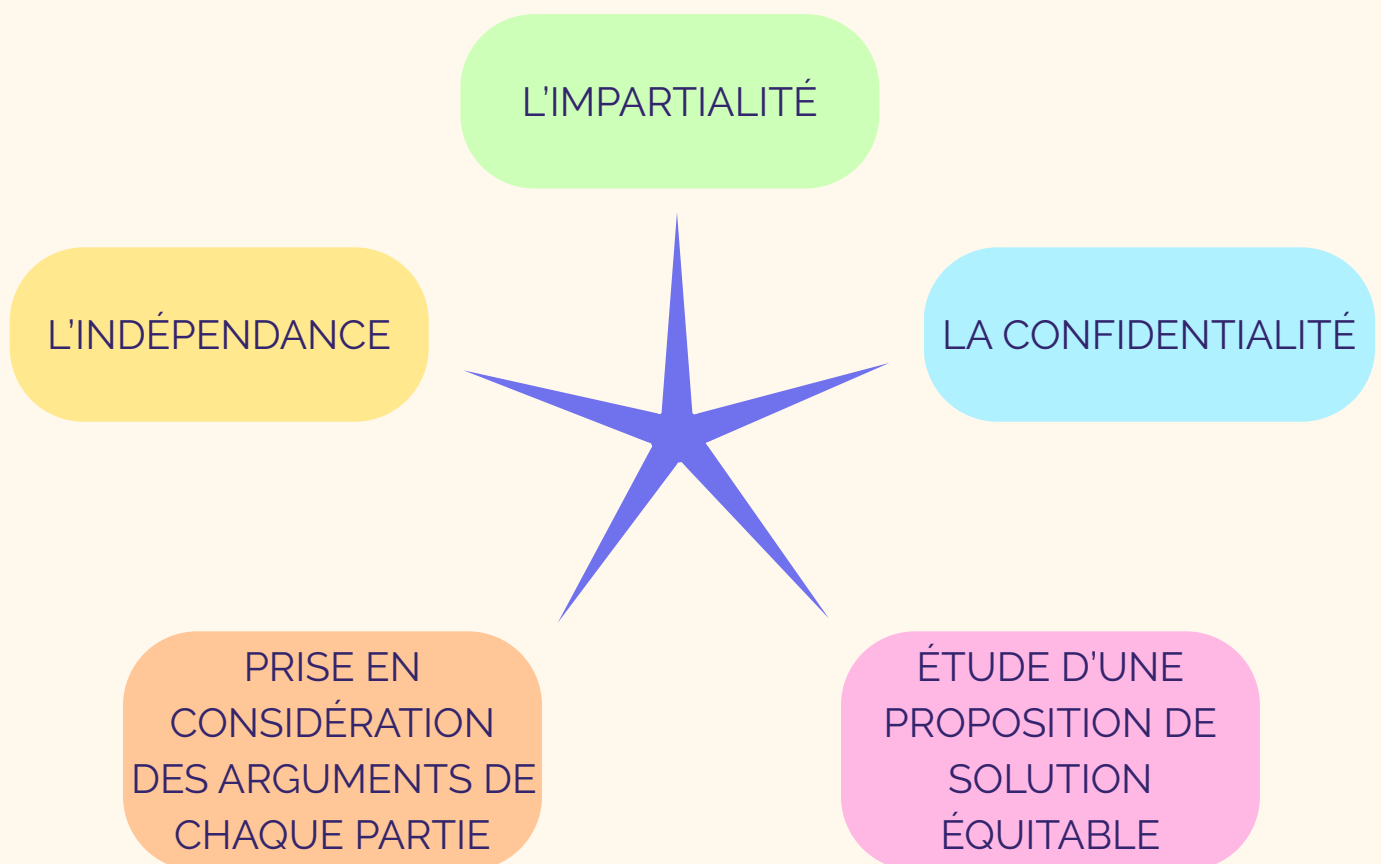 L’IMPARTIALITÉ
L’INDÉPENDANCE
LA CONFIDENTIALITÉ
PRISE EN
CONSIDÉRATION
DES ARGUMENTS DE
CHAQUE PARTIE
ÉTUDE D’UNE
PROPOSITION DE
SOLUTION
ÉQUITABLE